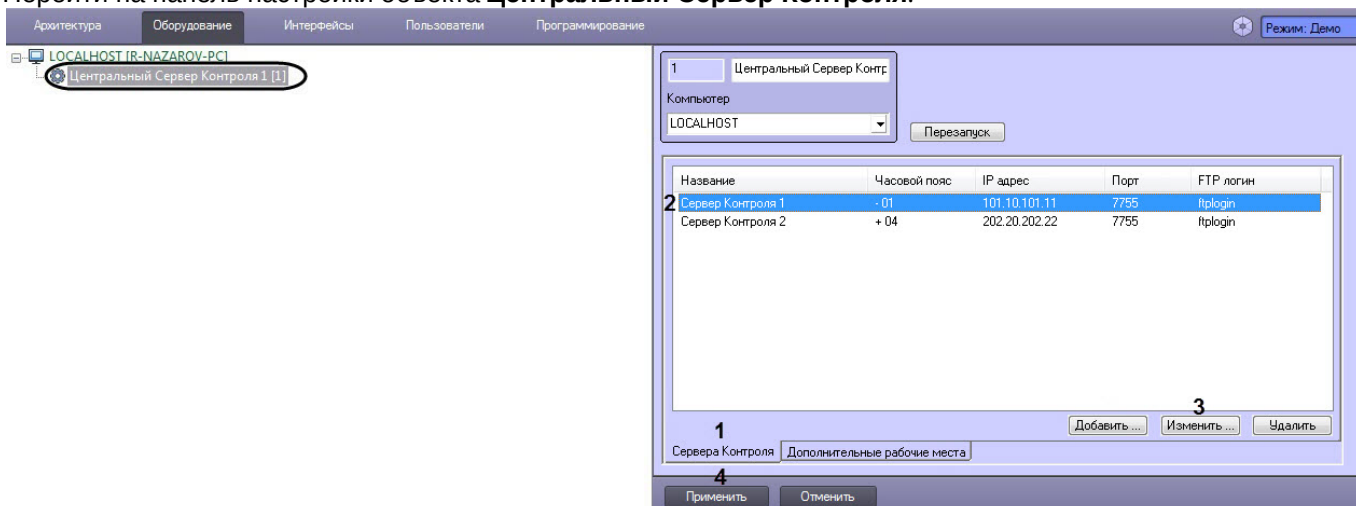 Перейти на панель настройки объекта Центральный Сервер Контроля.
Архитектура Оборудование Интерфейсы Пользователи Программирование Режим: Демо
LOCALHOST [R-NAZAROV-PC]
Центральный Сервер Контроля 1 [1]
1 Центральный Сервер Контр
Компьютер
LOCALHOST
Перезапуск
Название Часовой пояс IP адрес Порт FTP логин
2 Сервер Контроля 1 - 01 101.10.101.11 7755 ftplogin
Сервер Контроля 2 + 04 202.20.202.22 7755 ftplogin
3
Добавить ... Изменить ... Удалить
1
Сервера Контроля Дополнительные рабочие места
4
Применить Отменить